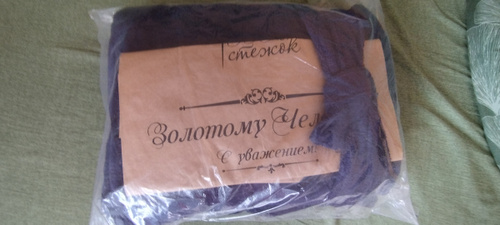 стежок
Золотому Чел
С уважением!